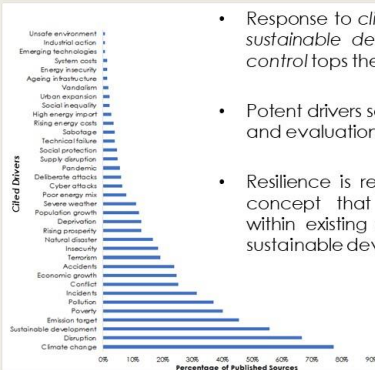 Unsafe environment
Industrial action
Emerging technologies
System costs
Energy insecurity
Ageing infrastructure
Vandalism
Urban expansion
Social inequality
High energy import
Rising energy costs
Sabotage
Technical failure
Social protection
Supply disruption
Pandemic
Deliberate attacks
Cyber attacks
Poor energy mix
Severe weather
Population growth
Deprivation
Rising prosperity
Natural disaster
Insecurity
Terrorism
Accidents
Economic growth
Conflict
Incidents
Pollution
Poverty
Emission target
Sustainable development
Disruption
Climate change
Cited Drivers
0% 10% 20% 30% 40% 50% 60% 70% 80% 90%
Percentage of Published Sources
• Response to
sustainable
control tops the
• Potent drivers
and evaluation
• Resilience is
concept that
within existing
sustainable